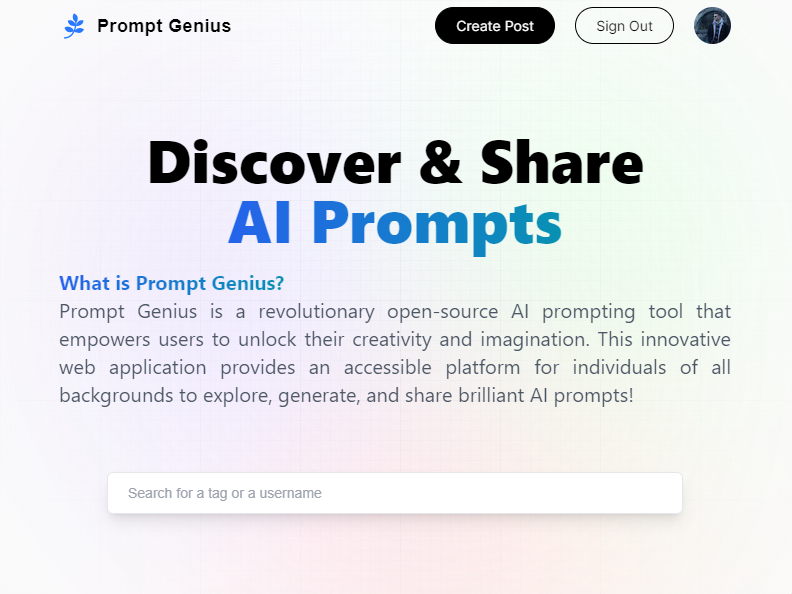 Prompt Genius
Create Post
Sign Out
Discover & Share
AI Prompts
What is Prompt Genius?
Prompt Genius is a revolutionary open-source AI prompting tool that
empowers users to unlock their creativity and imagination. This innovative
web application provides an accessible platform for individuals of all
backgrounds to explore, generate, and share brilliant AI prompts!
Search for a tag or a username